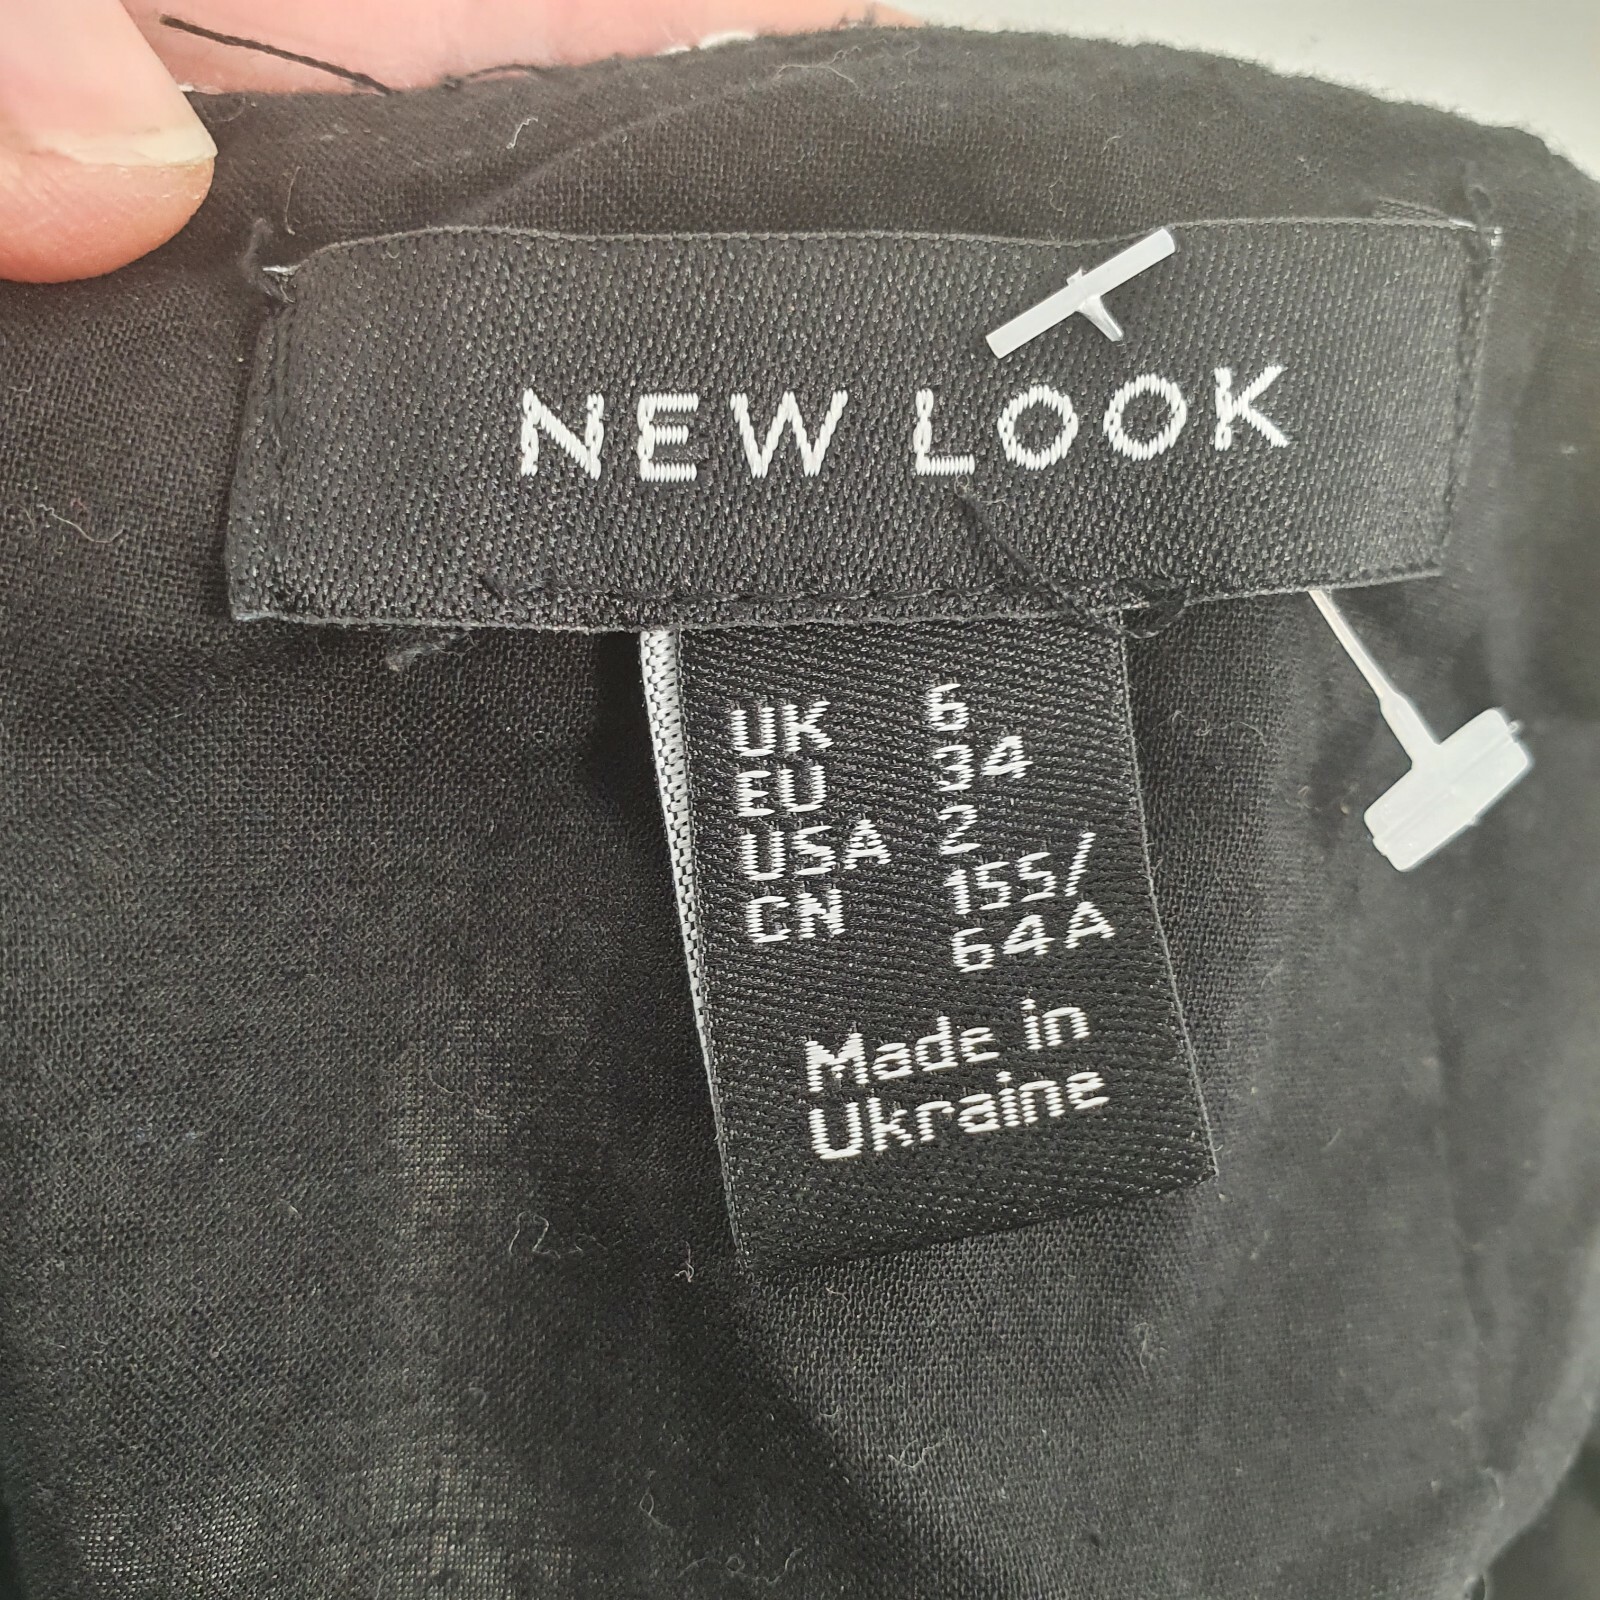 NEW LOOK
UK 6
EU 34
USA 2
CN 155/
64A
Made in
Ukraine